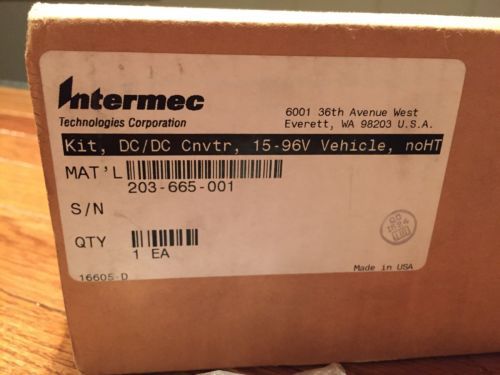 Intermec
Technologies Corporation
6001 36th Avenue West
Everett, WA 98203 U.S.A.
Kit, DC/DC Cnvtr, 15-96V Vehicle, noHT
MAT'L
203-665-001
S/N
QTY
1 EA
16605-D
Made in USA